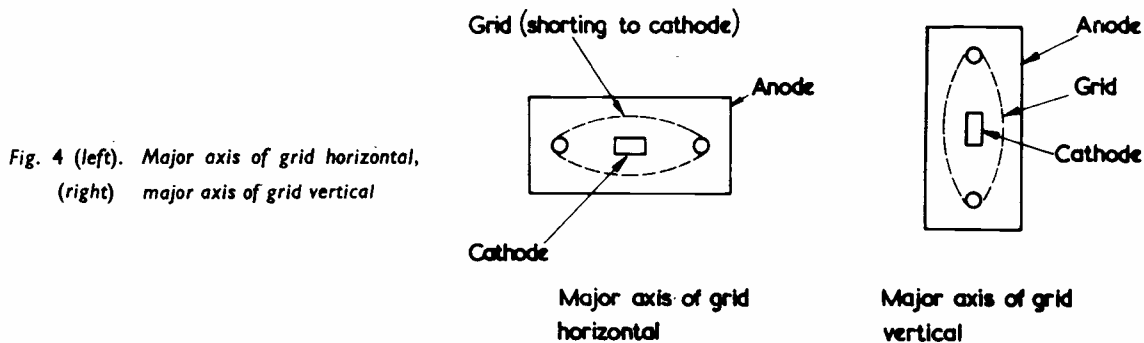 Fig. 4 (left). Major axis of grid horizontal,
(right) major axis of grid vertical
Grid (shorting to cathode)
Anode
Cathode
Major axis of grid
horizontal
Anode
Grid
Cathode
Major axis of grid
vertical